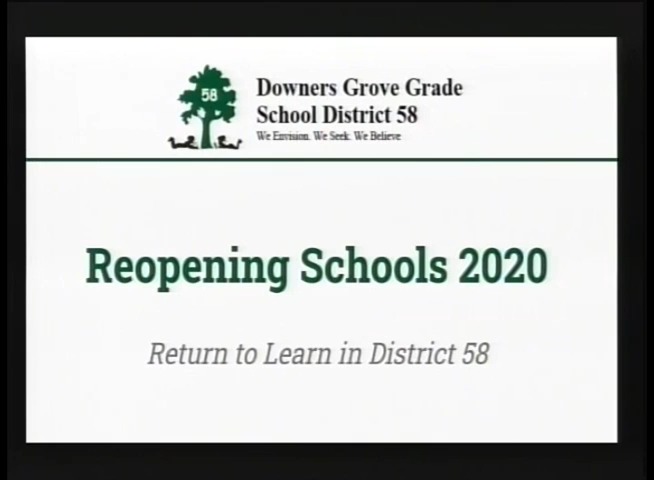 58
Downers Grove Grade
School District 58
We Envision. We Seek. We Believe
Reopening Schools 2020
Return to Learn in District 58